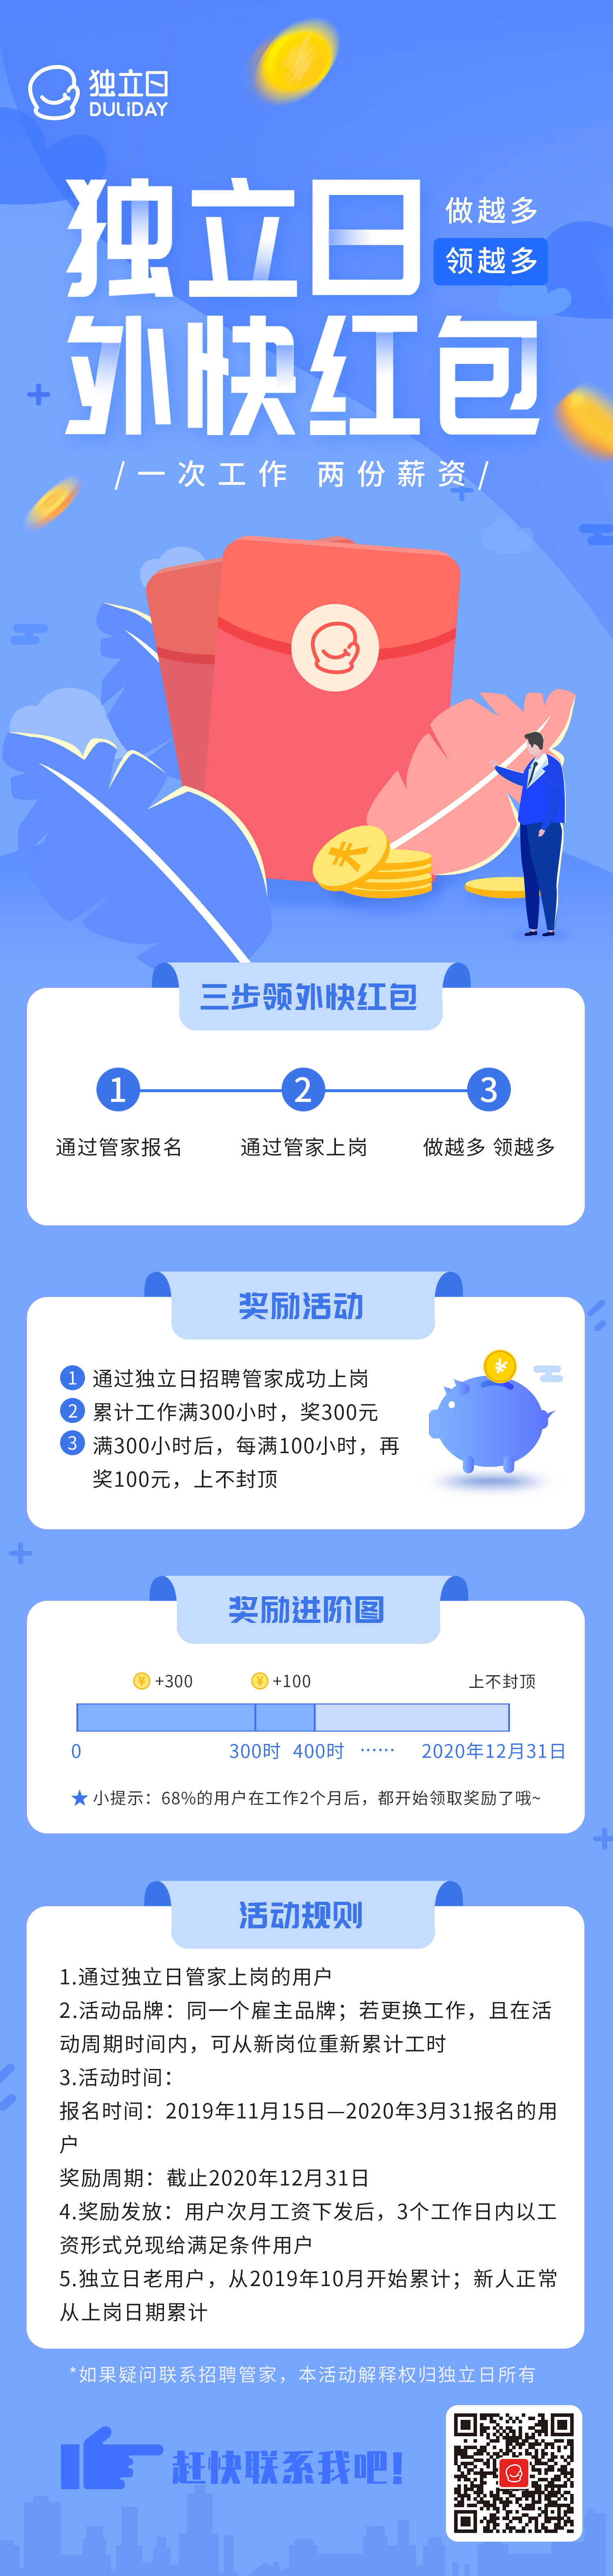 独立日
DULiDAY
独立日
做越多
领越多
外快红包
/一次工作 两份薪资/
三步领外快红包
1
2
3
通过管家报名
通过管家上岗
做越多 领越多
奖励活动
1 通过独立日招聘管家成功上岗
2 累计工作满300小时，奖300元
3 满300小时后，每满100小时，再
奖100元，上不封顶
奖励进阶图
¥ +300
¥ +100
上不封顶
0
300时
400时
······
2020年12月31日
小提示：68%的用户在工作2个月后，都开始领取奖励了哦~
活动规则
1.通过独立日管家上岗的用户
2.活动品牌：同一个雇主品牌；若更换工作，且在活
动周期时间内，可从新岗位重新累计工时
3.活动时间：
报名时间：2019年11月15日—2020年3月31报名的用
户
奖励周期：截止2020年12月31日
4.奖励发放：用户次月工资下发后，3个工作日内以工
资形式兑现给满足条件用户
5.独立日老用户，从2019年10月开始累计；新人正常
从上岗日期累计
*如果疑问联系招聘管家，本活动解释权归独立日所有
赶快联系我吧!